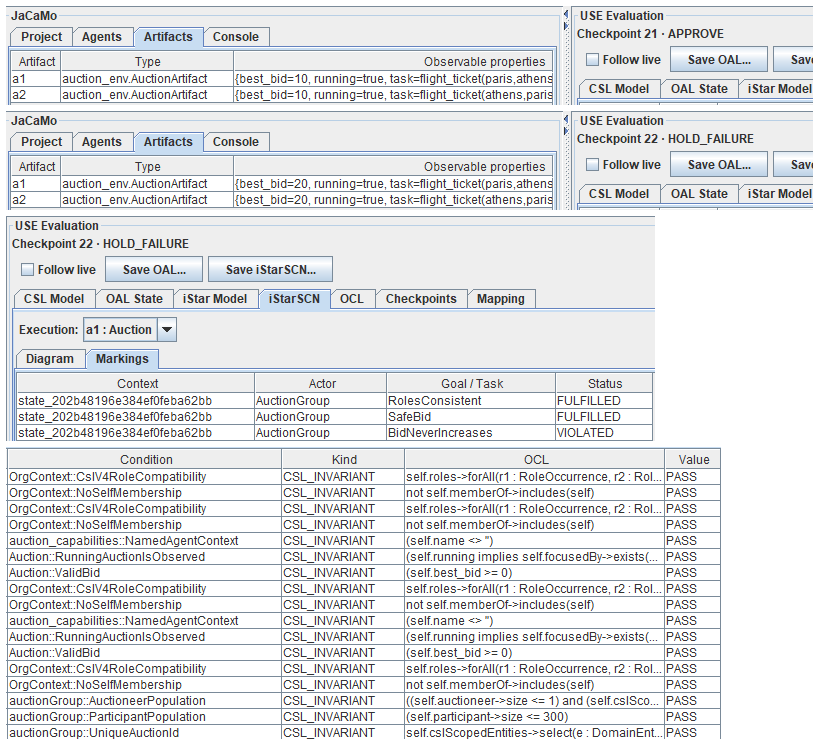 JaCaMo
Project Agents Artifacts Console
Artifact Type Observable properties
a1 auction_env.AuctionArtifact {best_bid=10, running=true, task=flight_ticket(paris,athens
a2 auction_env.AuctionArtifact {best_bid=10, running=true, task=flight_ticket(athens,paris
USE Evaluation
Checkpoint 21 · APPROVE
Follow live Save OAL... Sav
CSL Model OAL State iStar Model
JaCaMo
Project Agents Artifacts Console
Artifact Type Observable properties
a1 auction_env.AuctionArtifact {best_bid=20, running=true, task=flight_ticket(paris,athens
a2 auction_env.AuctionArtifact {best_bid=20, running=true, task=flight_ticket(athens,paris
USE Evaluation
Checkpoint 22 · HOLD_FAILURE
Follow live Save OAL... Sav
CSL Model OAL State iStar Model
USE Evaluation
Checkpoint 22 · HOLD_FAILURE
Follow live Save OAL... Save iStarSCN...
CSL Model OAL State iStar Model iStarSCN OCL Checkpoints Mapping
Execution: a1 : Auction
Diagram Markings
Context Actor Goal / Task Status
state_202b48196e384ef0feba62bb AuctionGroup RolesConsistent FULFILLED
state_202b48196e384ef0feba62bb AuctionGroup SafeBid FULFILLED
state_202b48196e384ef0feba62bb AuctionGroup BidNeverIncreases VIOLATED
Condition Kind OCL Value
OrgContext::CslV4RoleCompatibility CSL_INVARIANT self.roles->forAll(r1 : RoleOccurrence, r2 : Rol... PASS
OrgContext::NoSelfMembership CSL_INVARIANT not self.memberOf->includes(self) PASS
OrgContext::CslV4RoleCompatibility CSL_INVARIANT self.roles->forAll(r1 : RoleOccurrence, r2 : Rol... PASS
OrgContext::NoSelfMembership CSL_INVARIANT not self.memberOf->includes(self) PASS
auction_capabilities::NamedAgentContext CSL_INVARIANT (self.name <> '') PASS
Auction::RunningAuctionIsObserved CSL_INVARIANT (self.running implies self.focusedBy->exists(... PASS
Auction::ValidBid CSL_INVARIANT (self.best_bid >= 0) PASS
OrgContext::CslV4RoleCompatibility CSL_INVARIANT self.roles->forAll(r1 : RoleOccurrence, r2 : Rol... PASS
OrgContext::NoSelfMembership CSL_INVARIANT not self.memberOf->includes(self) PASS
auction_capabilities::NamedAgentContext CSL_INVARIANT (self.name <> '') PASS
Auction::RunningAuctionIsObserved CSL_INVARIANT (self.running implies self.focusedBy->exists(... PASS
Auction::ValidBid CSL_INVARIANT (self.best_bid >= 0) PASS
OrgContext::CslV4RoleCompatibility CSL_INVARIANT self.roles->forAll(r1 : RoleOccurrence, r2 : Rol... PASS
OrgContext::NoSelfMembership CSL_INVARIANT not self.memberOf->includes(self) PASS
auctionGroup::AuctioneerPopulation CSL_INVARIANT ((self.auctioneer->size <= 1) and (self.cslSco... PASS
auctionGroup::ParticipantPopulation CSL_INVARIANT (self.participant->size <= 300) PASS
auctionGroup::UniqueAuctionId CSL_INVARIANT self.cslScopedEntities->select(e : DomainEnt... PASS